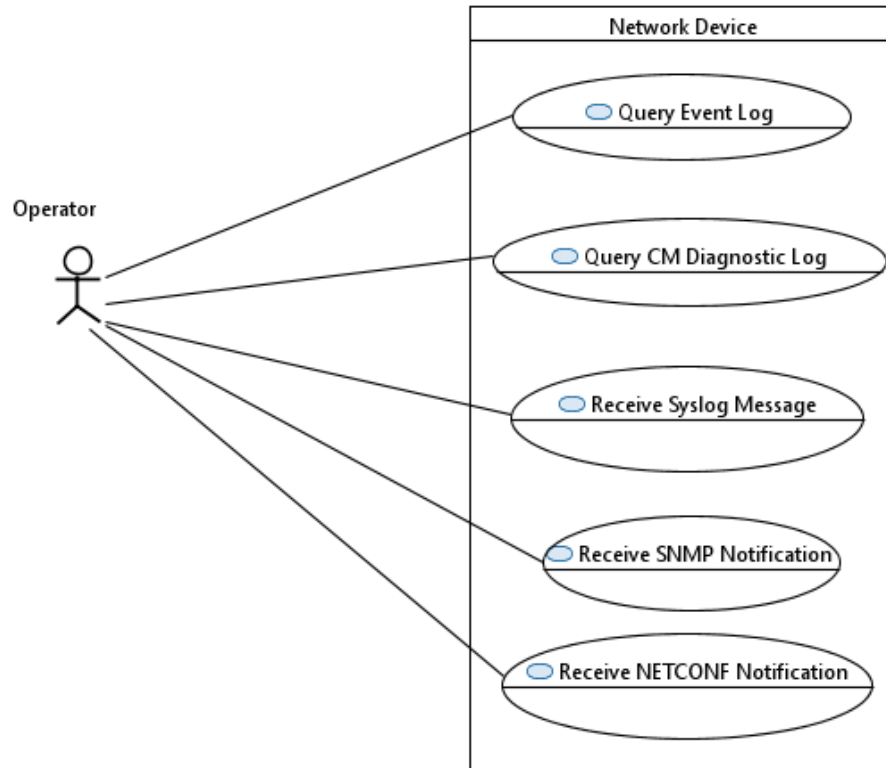 Network Device
Query Event Log
Operator
Query CM Diagnostic Log
Receive Syslog Message
Receive SNMP Notification
Receive NETCONF Notification